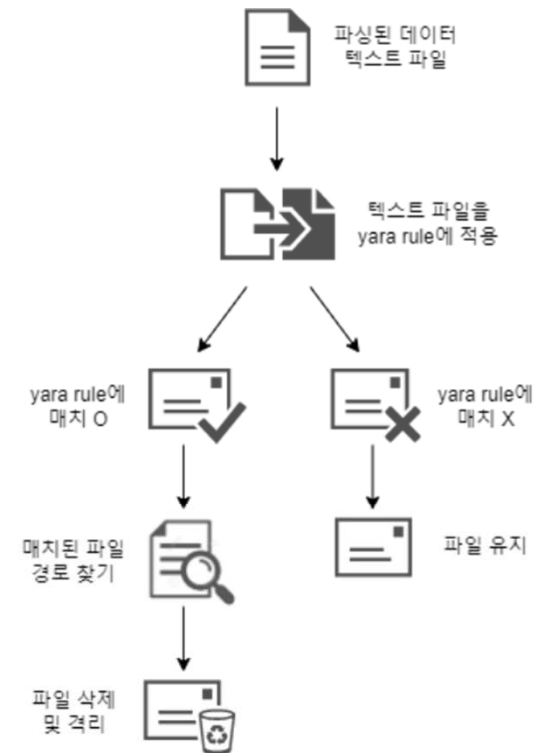 파싱된 데이터
텍스트 파일
텍스트 파일을
yara rule에 적용
yara rule에
매치 O
yara rule에
매치 X
매치된 파일
경로 찾기
파일 유지
파일 삭제
및 격리